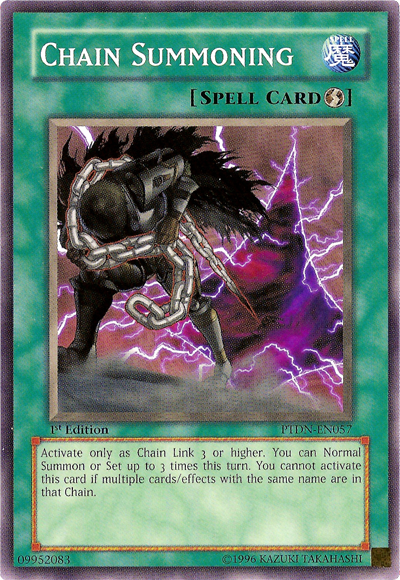 CHAIN SUMMONING
SPELL
魔
[SPELL CARD]
1st Edition
PTDN-EN057
Activate only as Chain Link 3 or higher. You can Normal
Summon or Set up to 3 times this turn. You cannot activate
this card if multiple cards/effects with the same name are in
that Chain.
09952083
©1996 KAZUKI TAKAHASHI